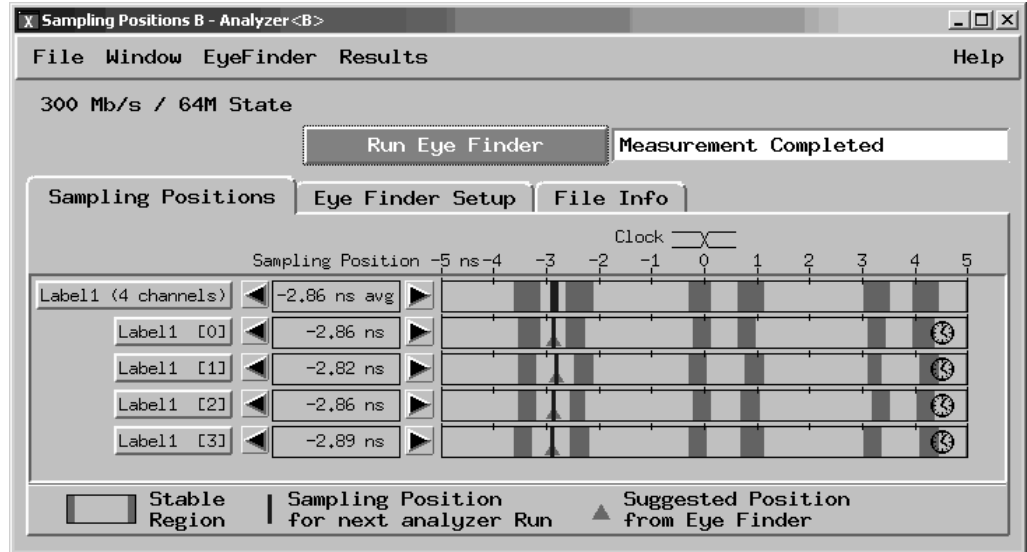 X Sampling Positions B - Analyzer<B>
File Window EyeFinder Results Help
300 Mb/s / 64M State
Run Eye Finder Measurement Completed
Sampling Positions Eye Finder Setup File Info
Clock
Sampling Position -5 ns -4 -3 -2 -1 0 1 2 3 4 5
Label1 (4 channels) -2.86 ns avg
Label1 [0] -2.86 ns
Label1 [1] -2.82 ns
Label1 [2] -2.86 ns
Label1 [3] -2.89 ns
Stable Sampling Position Suggested Position
Region for next analyzer Run from Eye Finder